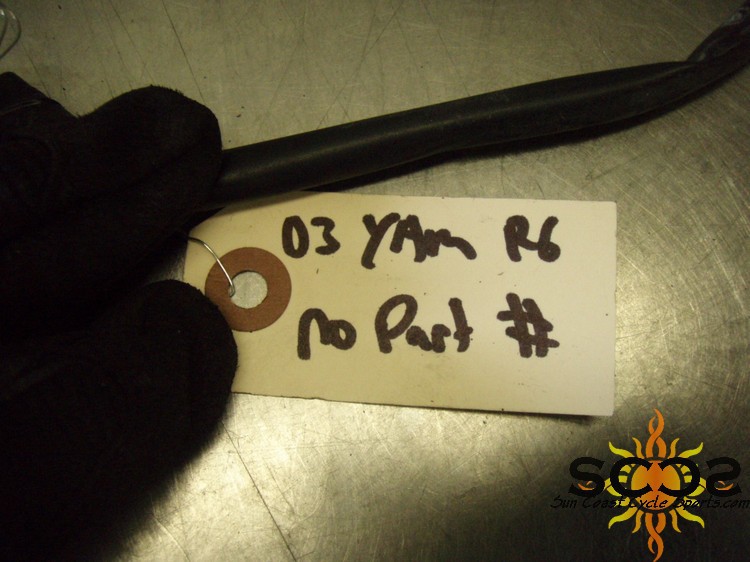 03 YAm R6
no Part #
SCCS
Sun Coast Cycle Sports.com